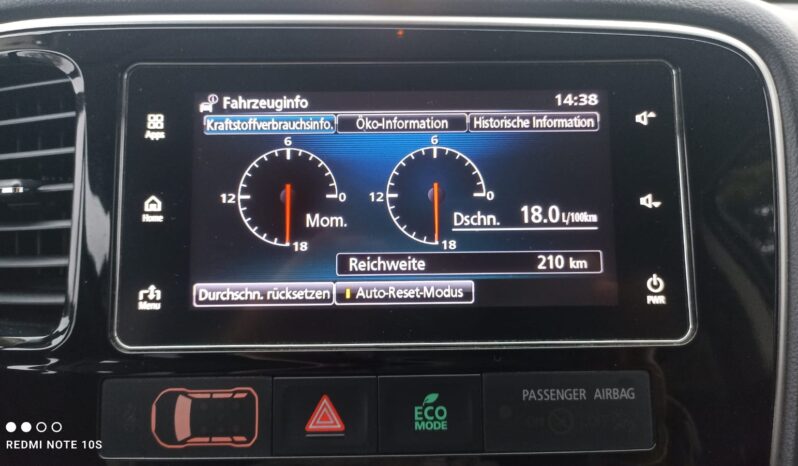 Fahrzeuginfo 14:38
Apps
Kraftstoffverbrauchsinfo. Öko-Information Historische Information
6 6
12 0 12 0
Mom. Dschn. 18.0 L/100km
18 18
Home
Reichweite 210 km
Menu
Durchschn. rücksetzen Auto-Reset-Modus
PWR
ECO
MODE
PASSENGER AIRBAG
REDMI NOTE 10S